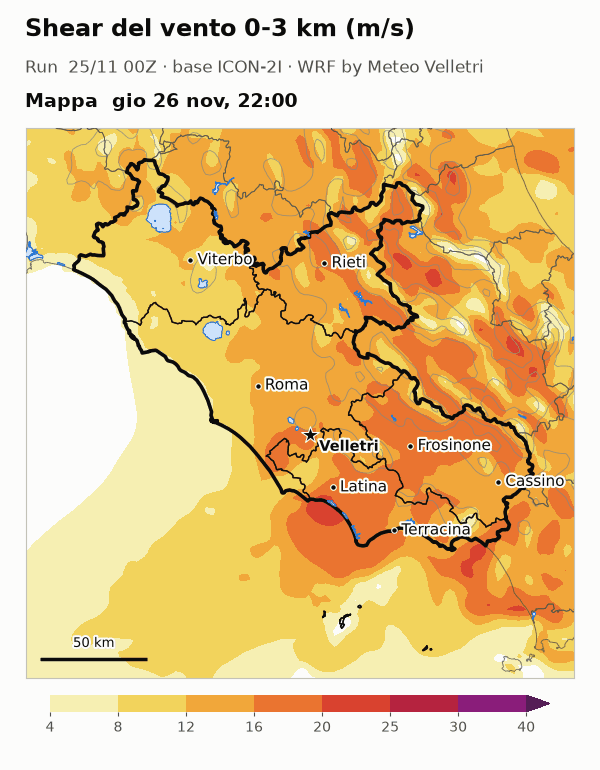 Shear del vento 0-3 km (m/s)
Run  25/11 00Z · base ICON-2I · WRF by Meteo Velletri
Mappa  gio 26 nov, 22:00
Viterbo
Rieti
Roma
Velletri
Frosinone
Latina
Cassino
Terracina
50 km
4 8 12 16 20 25 30 40